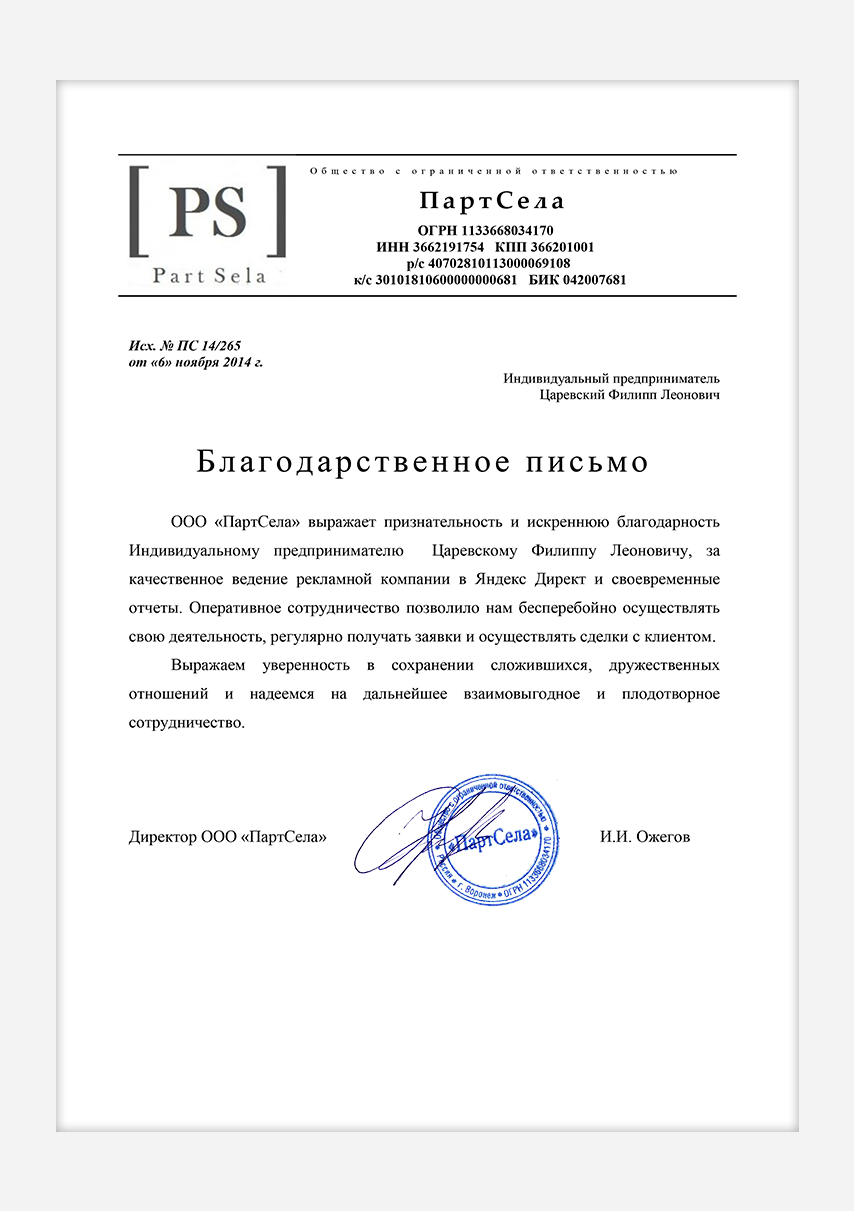 [PS]
Part Sela
Общество с ограниченной ответственностью
ПартСела
ОГРН 1133668034170
ИНН 3662191754 КПП 366201001
р/с 40702810113000069108
к/с 30101810600000000681 БИК 042007681
Исх. № ПС 14/265
от «6» ноября 2014 г.
Индивидуальный предприниматель
Царевский Филипп Леонович
Благодарственное письмо
ООО «ПартСела» выражает признательность и искреннюю благодарность
Индивидуальному предпринимателю Царевскому Филиппу Леоновичу, за
качественное ведение рекламной компании в Яндекс Директ и своевременные
отчеты. Оперативное сотрудничество позволило нам бесперебойно осуществлять
свою деятельность, регулярно получать заявки и осуществлять сделки с клиентом.
Выражаем уверенность в сохранении сложившихся, дружественных
отношений и надеемся на дальнейшее взаимовыгодное и плодотворное
сотрудничество.
Директор ООО «ПартСела»
Общество с ограниченной ответственностью
«ПартСела»
Россия г. Воронеж ОГРН 1133668034170
И.И. Ожегов